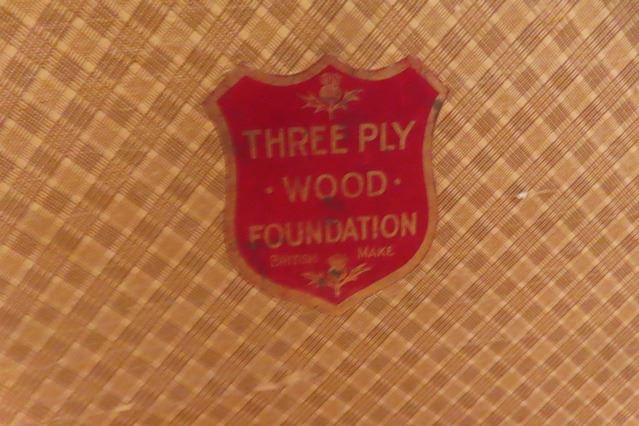 THREE PLY
· WOOD ·
FOUNDATION
BRITISH MAKE